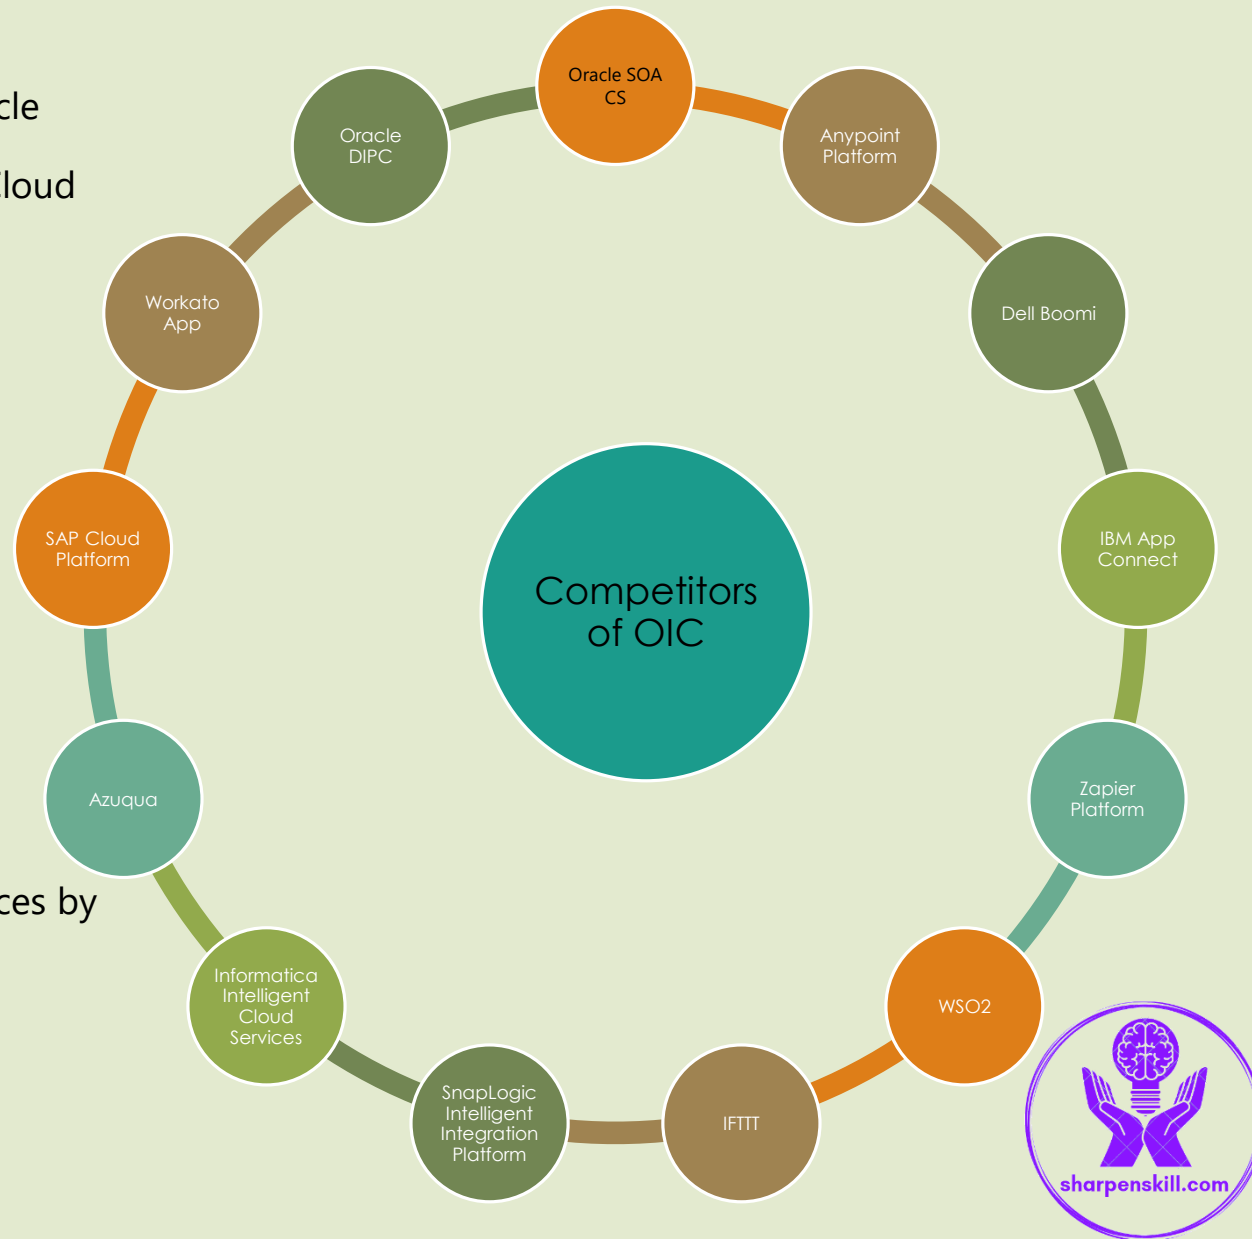 cle
Cloud
ces by
Oracle SOA
CS
Anypoint
Platform
Dell Boomi
IBM App
Connect
Zapier
Platform
WSO2
IFTTT
SnapLogic
Intelligent
Integration
Platform
Informatica
Intelligent
Cloud
Services
Azuqua
SAP Cloud
Platform
Workato
App
Oracle
DIPC
Competitors
of OIC
sharpenskill.com